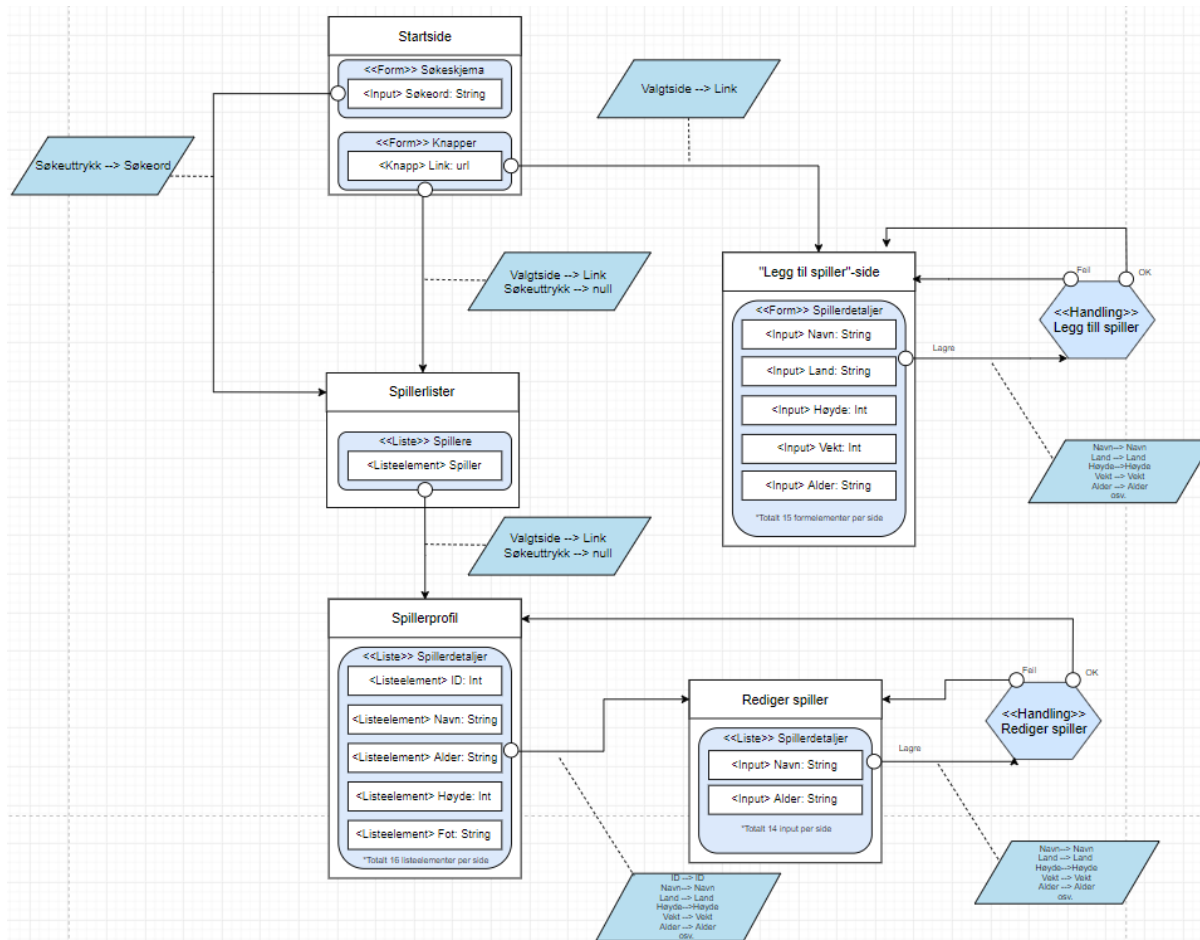 Startside
<<Form>> Søkeskjema
<Input> Søkeord: String
<<Form>> Knapper
<Knapp> Link: url
Valgtside --> Link
Søkeuttrykk --> Søkeord
Valgtside --> Link
Søkeuttrykk --> null
"Legg til spiller"-side
<<Form>> Spillerdetaljer
<Input> Navn: String
<Input> Land: String
<Input> Høyde: Int
<Input> Vekt: Int
<Input> Alder: String
*Totalt 15 formelementer per side
Feil
OK
<<Handling>>
Legg till spiller
Lagre
Navn--> Navn
Land --> Land
Høyde-->Høyde
Vekt --> Vekt
Alder --> Alder
osv.
Spillerlister
<<Liste>> Spillere
<Listeelement> Spiller
Valgtside --> Link
Søkeuttrykk --> null
Spillerprofil
<<Liste>> Spillerdetaljer
<Listeelement> ID: Int
<Listeelement> Navn: String
<Listeelement> Alder: String
<Listeelement> Høyde: Int
<Listeelement> Fot: String
*Totalt 16 listeelementer per side
ID --> ID
Navn--> Navn
Land --> Land
Høyde-->Høyde
Vekt --> Vekt
Alder --> Alder
osv.
Rediger spiller
<<Liste>> Spillerdetaljer
<Input> Navn: String
<Input> Alder: String
*Totalt 14 input per side
Lagre
Feil
OK
<<Handling>>
Rediger spiller
Navn--> Navn
Land --> Land
Høyde-->Høyde
Vekt --> Vekt
Alder --> Alder
osv.